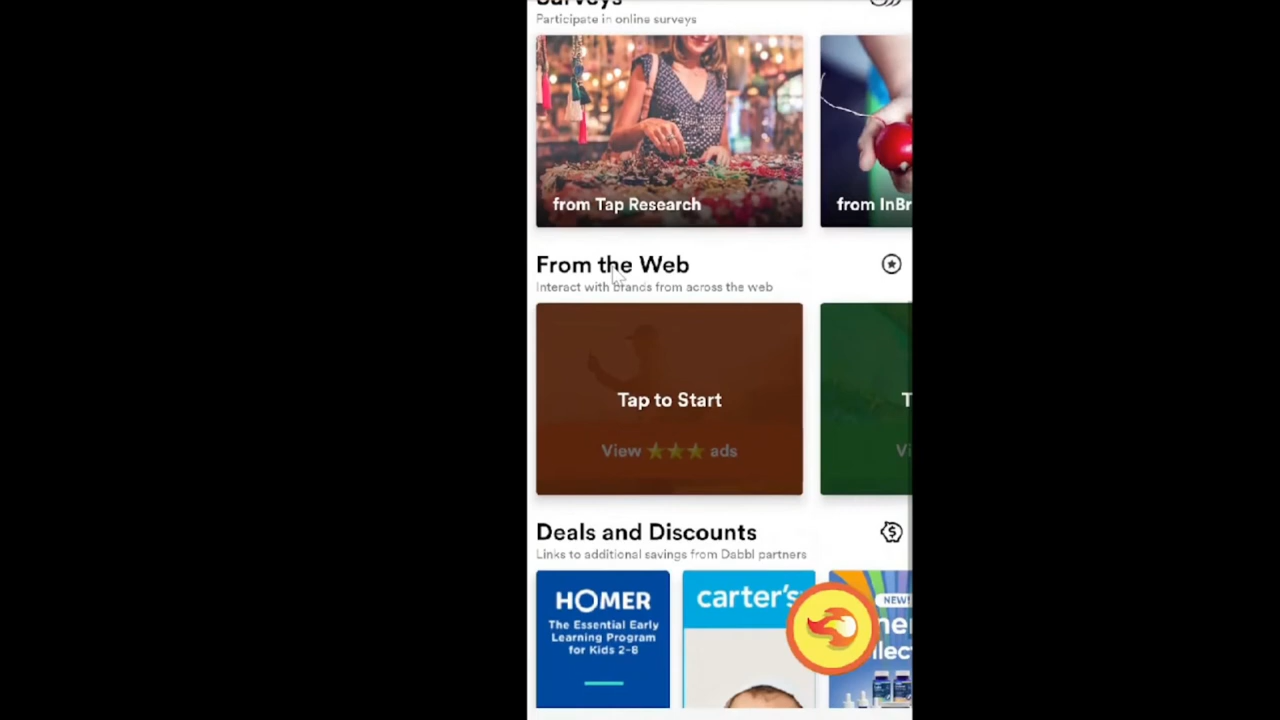 Surveys
Participate in online surveys
from Tap Research
from InBr
From the Web
Interact with brands from across the web
Tap to Start
T
View ★★★ ads
Vi
Deals and Discounts
Links to additional savings from Dabbl partners
HOMER
The Essential Early
Learning Program
for Kids 2-8
carter's
NEW!